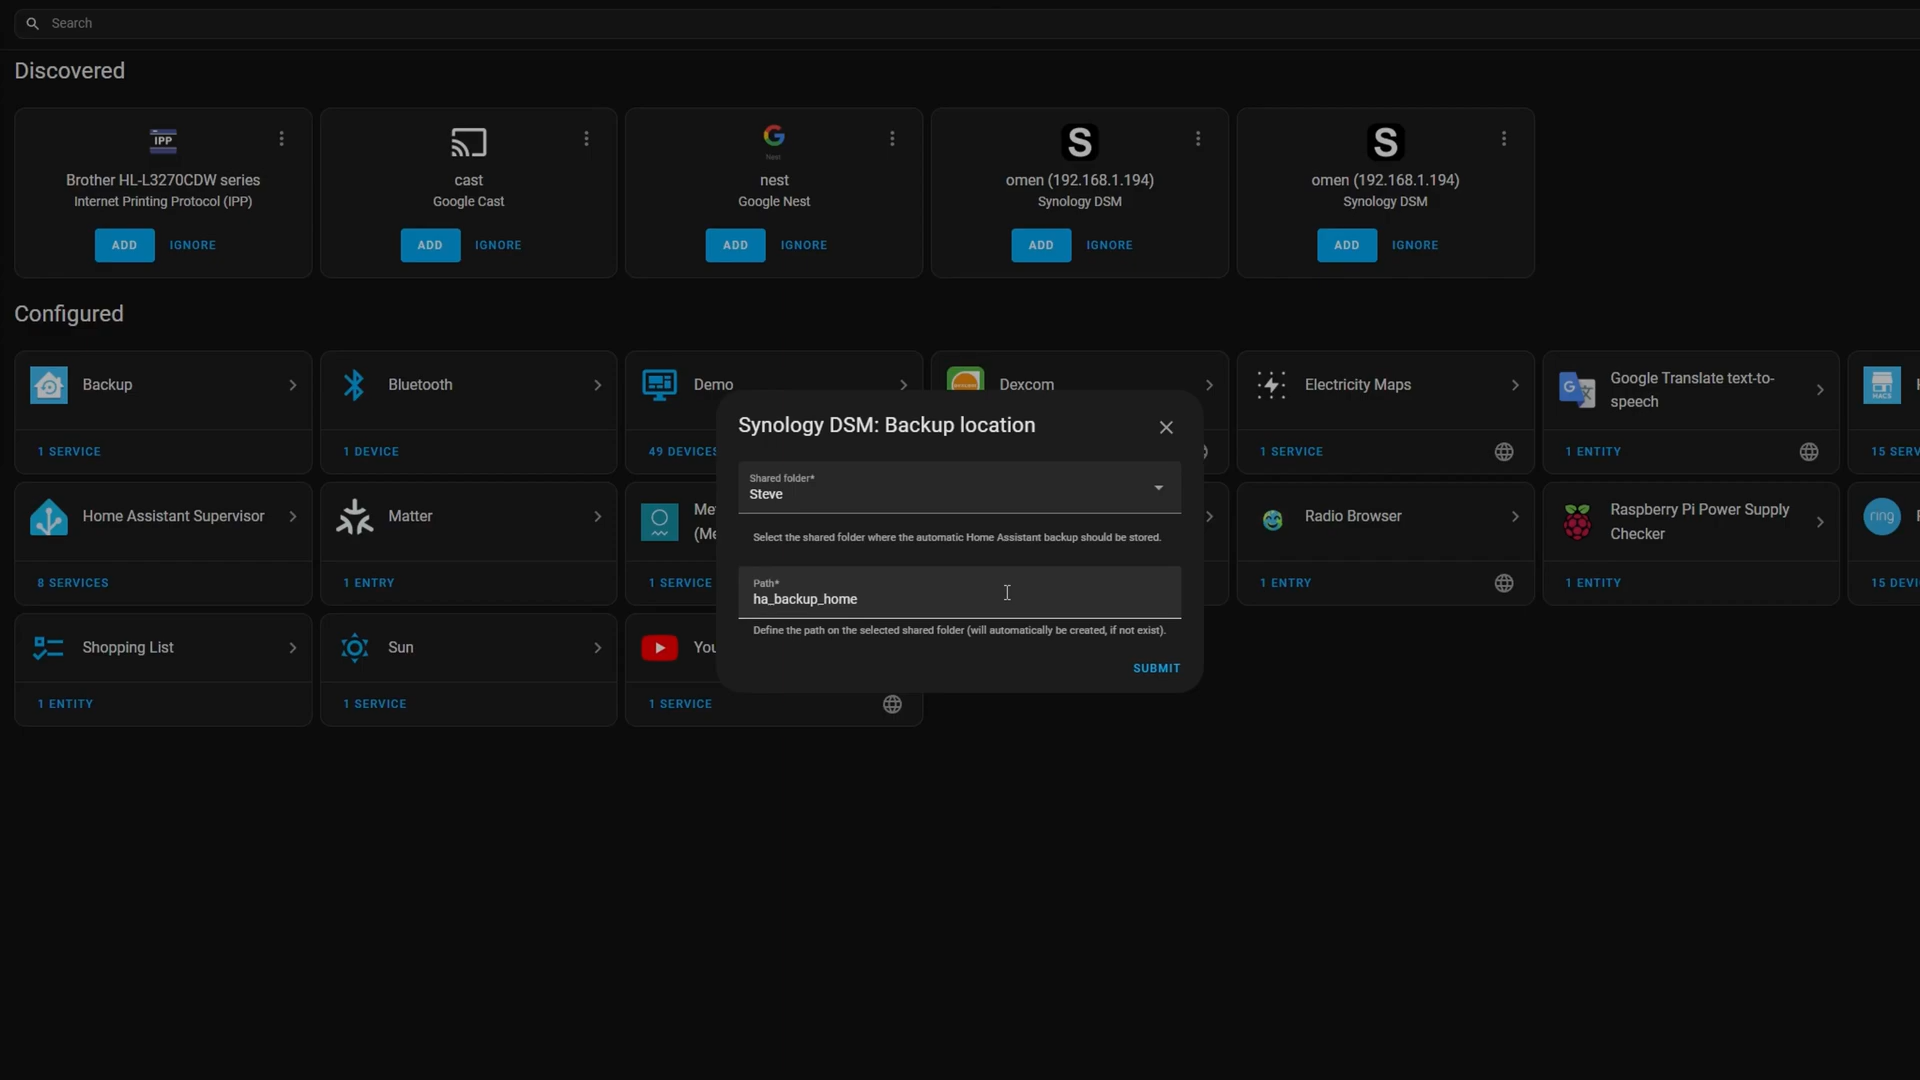 Search
Discovered
IPP
Brother HL-L3270CDW series
Internet Printing Protocol (IPP)
ADD
IGNORE
cast
Google Cast
ADD
IGNORE
Nest
nest
Google Nest
ADD
IGNORE
S
omen (192.168.1.194)
Synology DSM
ADD
IGNORE
S
omen (192.168.1.194)
Synology DSM
ADD
IGNORE
Configured
Backup
1 SERVICE
Bluetooth
1 DEVICE
Demo
49 DEVICES
Dexcom
Electricity Maps
1 SERVICE
Google Translate text-to-
speech
1 ENTITY
HACS
15 SERV
Synology DSM: Backup location
Shared folder*
Steve
Select the shared folder where the automatic Home Assistant backup should be stored.
Path*
ha_backup_home
Define the path on the selected shared folder (will automatically be created, if not exist).
SUBMIT
Home Assistant Supervisor
8 SERVICES
Matter
1 ENTRY
Me
(Me
1 SERVICE
Radio Browser
1 ENTRY
Raspberry Pi Power Supply
Checker
1 ENTITY
ring
15 DEVI
Shopping List
1 ENTITY
Sun
1 SERVICE
You
1 SERVICE